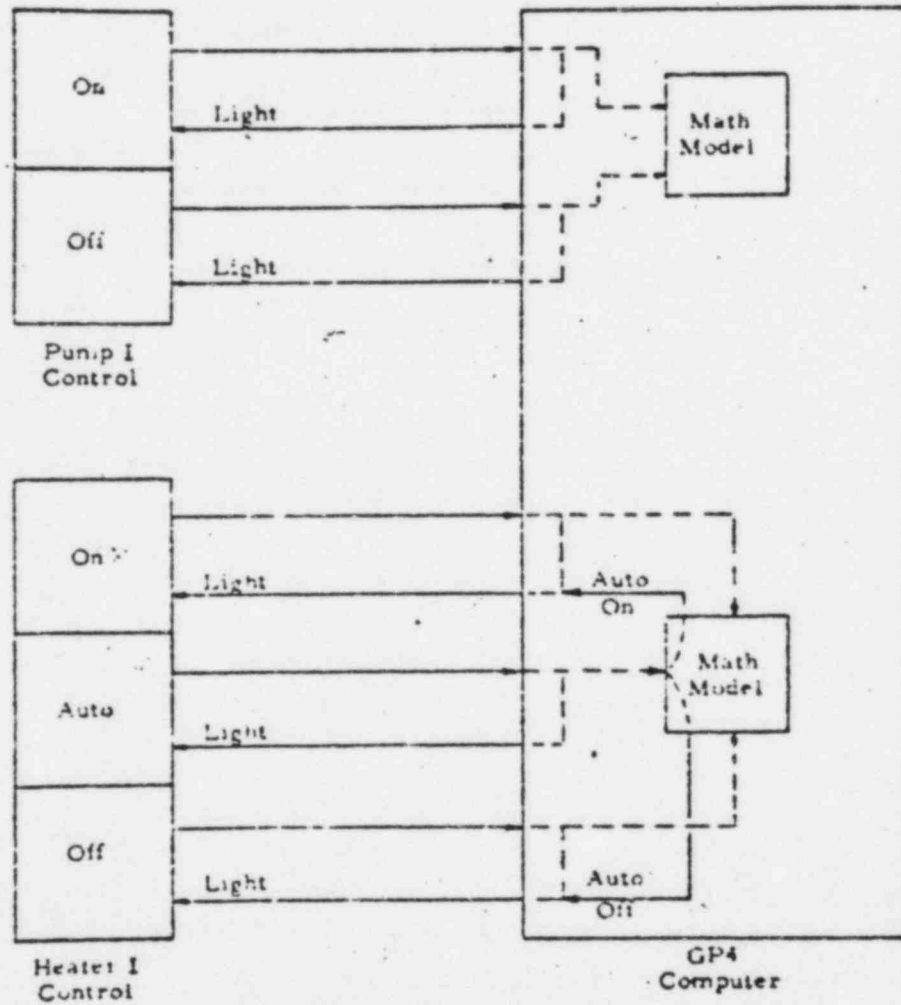 On
Light
Math
Model
Off
Light
Pump I
Control
On
Light
Auto
On
Math
Model
Auto
Light
Off
Light
Auto
Off
Heater I
Control
GP4
Computer